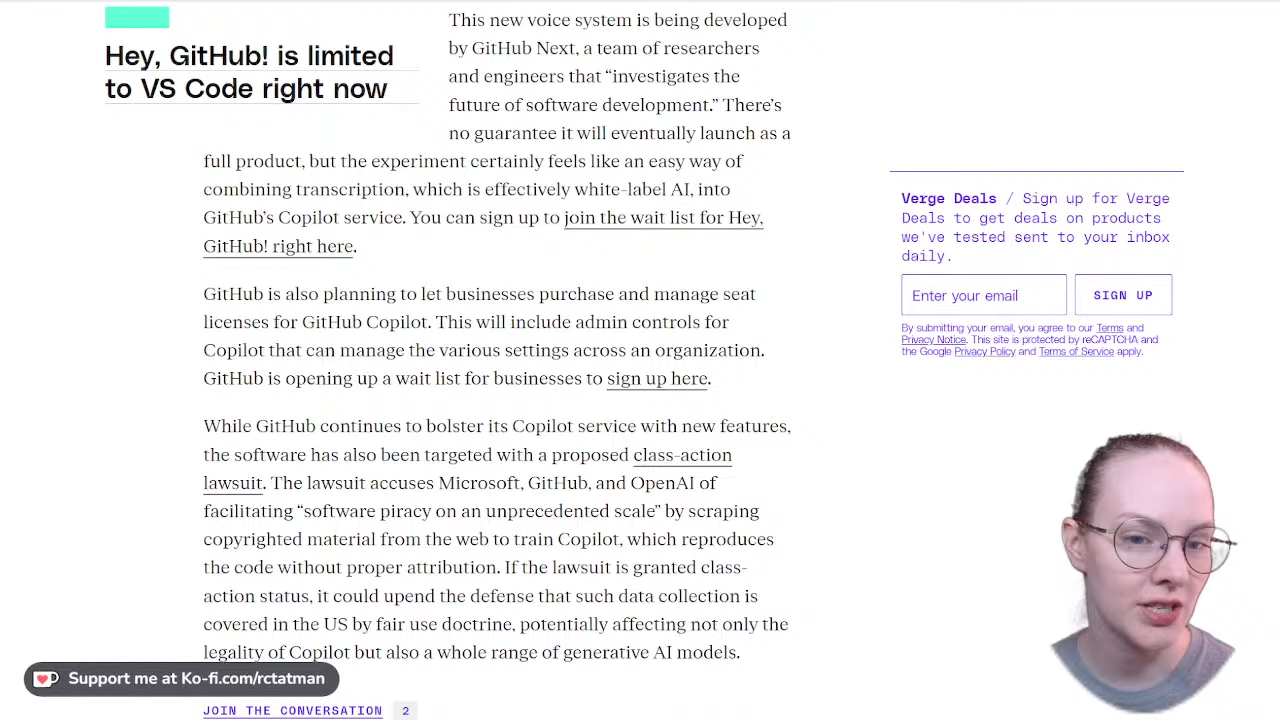 Hey, GitHub! is limited
to VS Code right now
This new voice system is being developed
by GitHub Next, a team of researchers
and engineers that “investigates the
future of software development.” There’s
no guarantee it will eventually launch as a
full product, but the experiment certainly feels like an easy way of
combining transcription, which is effectively white-label AI, into
GitHub’s Copilot service. You can sign up to join the wait list for Hey,
GitHub! right here.
GitHub is also planning to let businesses purchase and manage seat
licenses for GitHub Copilot. This will include admin controls for
Copilot that can manage the various settings across an organization.
GitHub is opening up a wait list for businesses to sign up here.
While GitHub continues to bolster its Copilot service with new features,
the software has also been targeted with a proposed class-action
lawsuit. The lawsuit accuses Microsoft, GitHub, and OpenAI of
facilitating “software piracy on an unprecedented scale” by scraping
copyrighted material from the web to train Copilot, which reproduces
the code without proper attribution. If the lawsuit is granted class-
action status, it could upend the defense that such data collection is
covered in the US by fair use doctrine, potentially affecting not only the
legality of Copilot but also a whole range of generative AI models.
JOIN THE CONVERSATION 2
Verge Deals / Sign up for Verge
Deals to get deals on products
we've tested sent to your inbox
daily.
Enter your email
SIGN UP
By submitting your email, you agree to our Terms and
Privacy Notice. This site is protected by reCAPTCHA and
the Google Privacy Policy and Terms of Service apply.
Support me at Ko-fi.com/rctatman